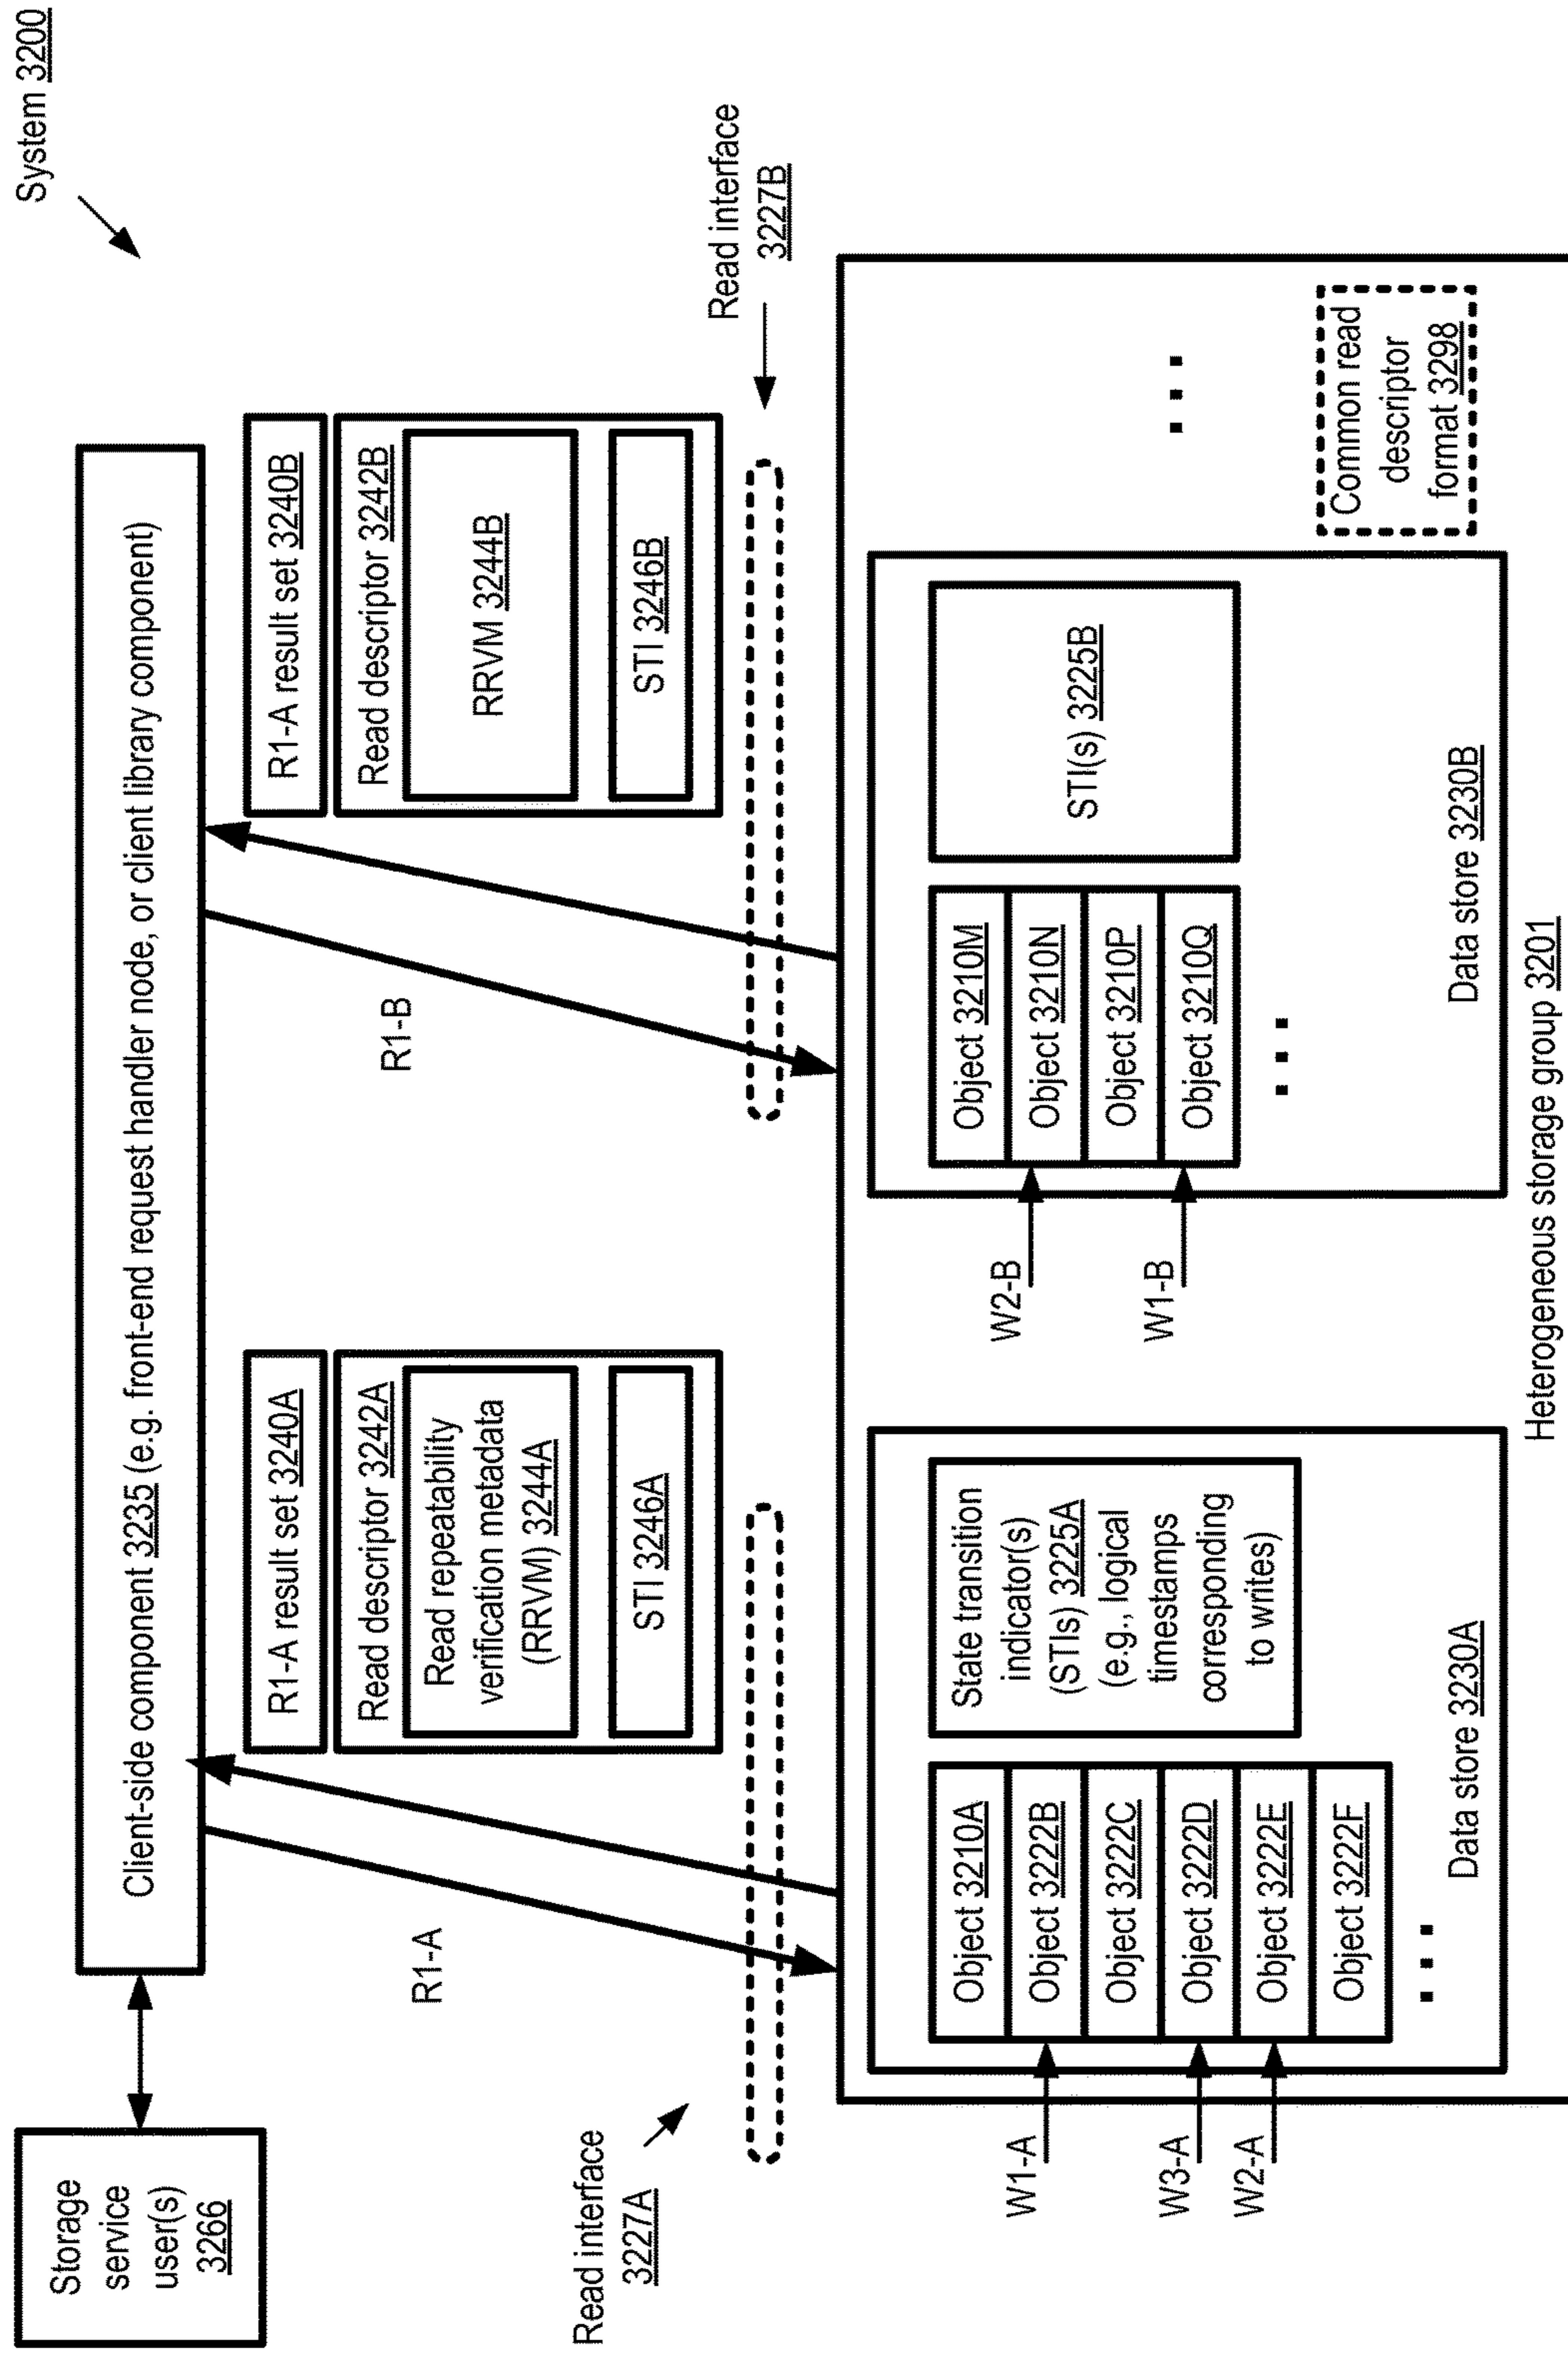 System 3200
Storage
service
user(s)
3266
Client-side component 3235 (e.g. front-end request handler node, or client library component)
R1-A
R1-A result set 3240A
Read descriptor 3242A
Read repeatability
verification metadata
(RRVM) 3244A
STI 3246A
R1-B
R1-A result set 3240B
Read descriptor 3242B
RRVM 3244B
STI 3246B
Read interface
3227A
Read interface
3227B
W1-A
W3-A
W2-A
Object 3210A
Object 3222B
Object 3222C
Object 3222D
Object 3222E
Object 3222F
...
State transition
indicator(s)
(STIs) 3225A
(e.g., logical
timestamps
corresponding
to writes)
Data store 3230A
W2-B
W1-B
Object 3210M
Object 3210N
Object 3210P
Object 3210Q
...
STI(s) 3225B
Data store 3230B
...
Common read
descriptor
format 3298
Heterogeneous storage group 3201